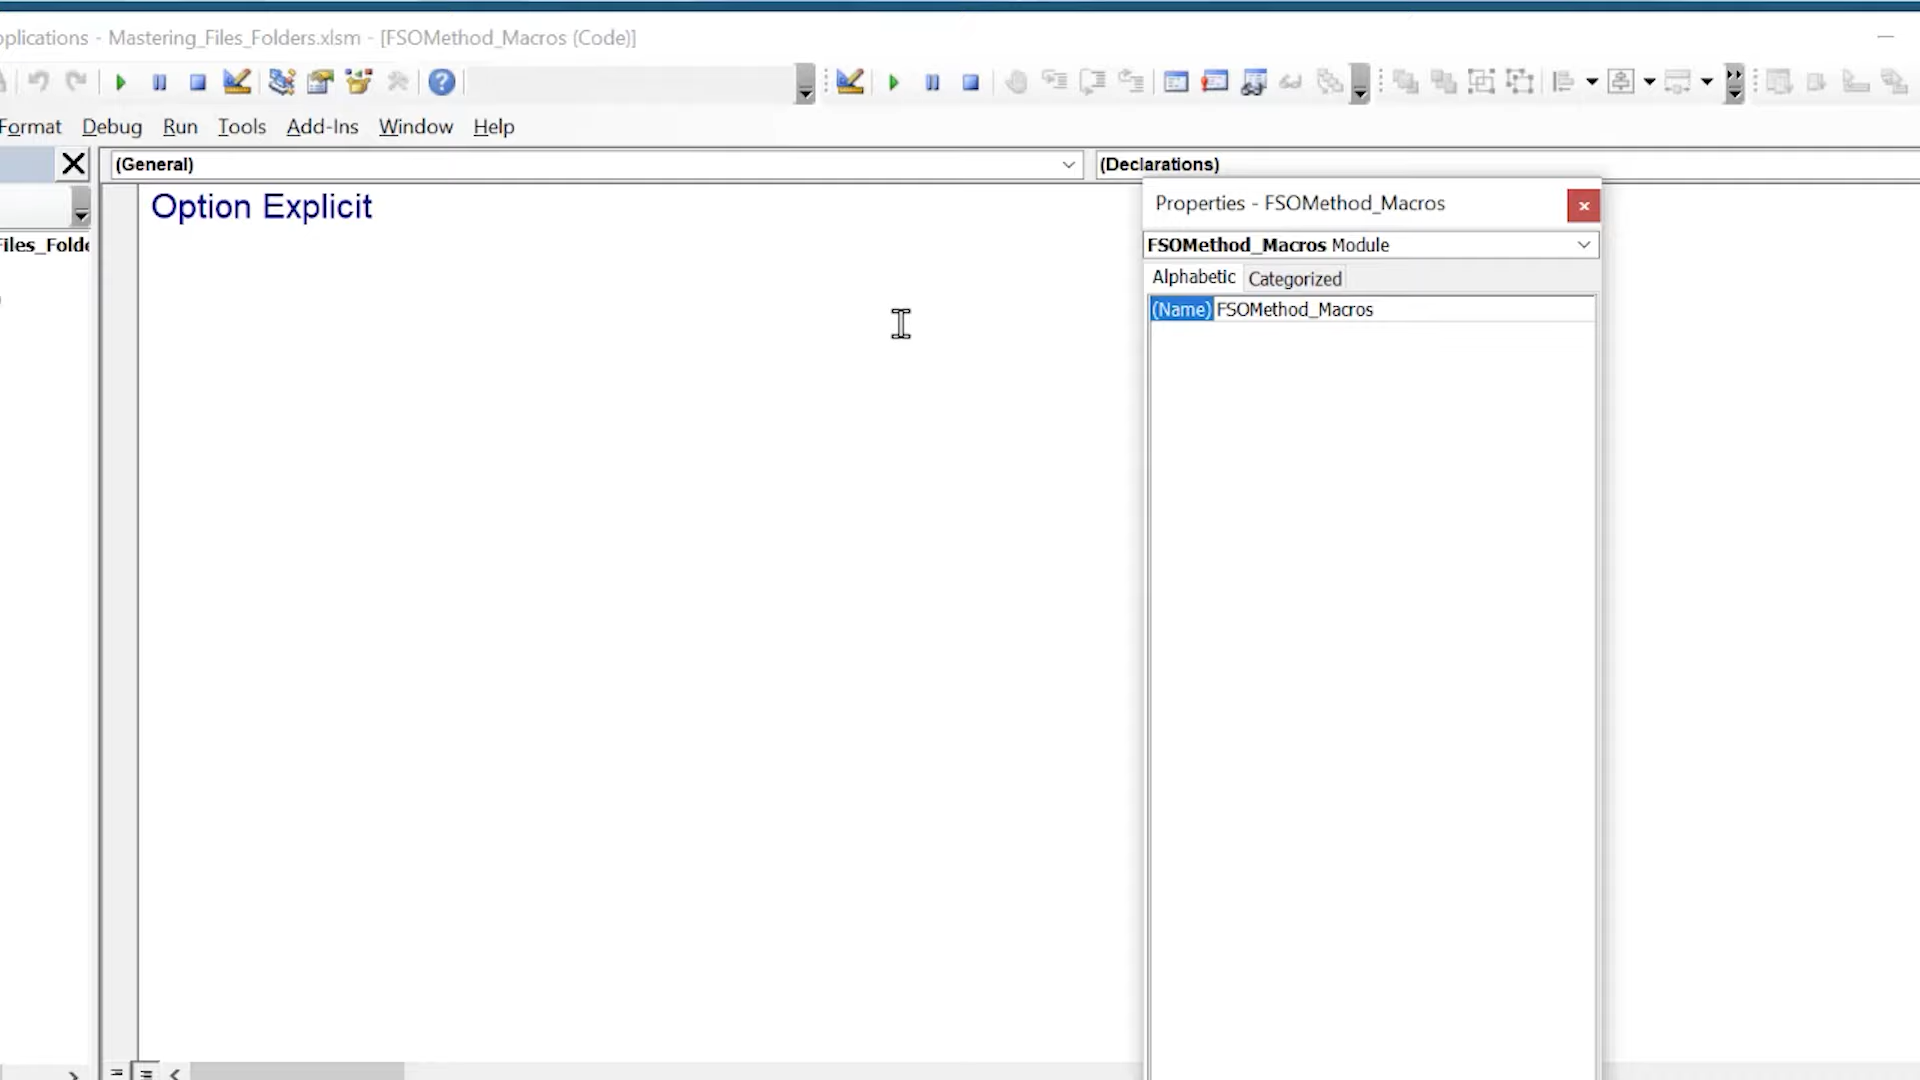 plications - Mastering_Files_Folders.xlsm - [FSOMethod_Macros (Code)]
Format Debug Run Tools Add-Ins Window Help
(General) (Declarations)
Option Explicit
Files_Folde
Properties - FSOMethod_Macros
FSOMethod_Macros Module
Alphabetic Categorized
(Name) FSOMethod_Macros